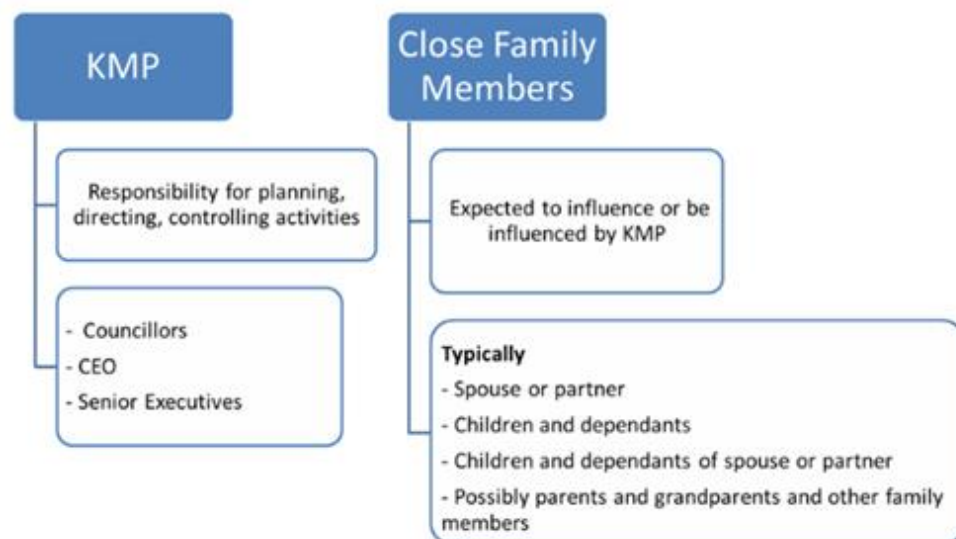 KMP
Responsibility for planning,
directing, controlling activities
- Councillors
- CEO
- Senior Executives
Close Family
Members
Expected to influence or be
influenced by KMP
Typically
- Spouse or partner
- Children and dependants
- Children and dependants of spouse or partner
- Possibly parents and grandparents and other family
members